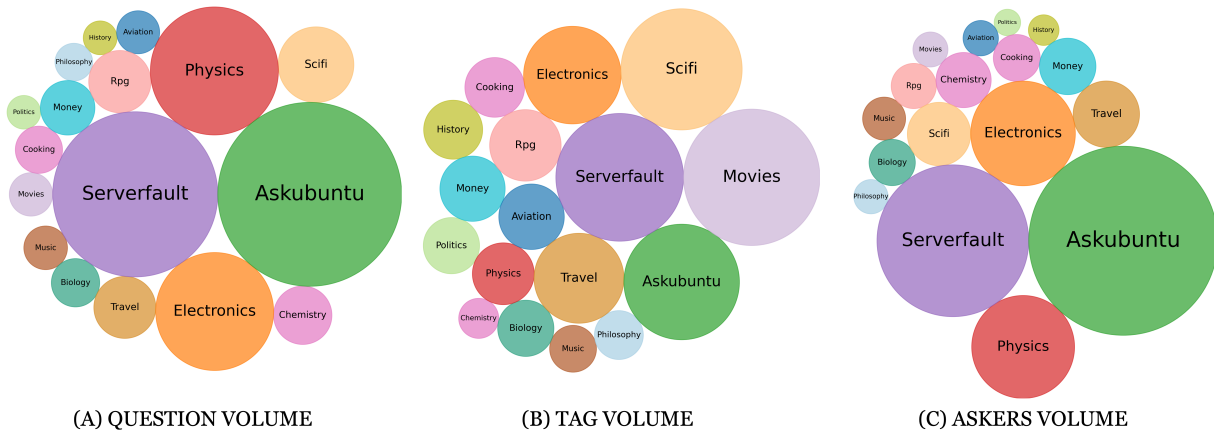 History
Aviation
Physics
Scifi
Philosophy
Rpg
Money
Politics
Cooking
Movies
Serverfault
Askubuntu
Music
Biology
Travel
Electronics
Chemistry
(A) QUESTION VOLUME
Electronics
Scifi
Cooking
History
Rpg
Money
Serverfault
Movies
Aviation
Politics
Physics
Travel
Askubuntu
Chemistry
Biology
Music
Philosophy
(B) TAG VOLUME
Politics
History
Aviation
Movies
Cooking
Money
Rpg
Chemistry
Music
Scifi
Electronics
Travel
Biology
Philosophy
Serverfault
Askubuntu
Physics
(C) ASKERS VOLUME